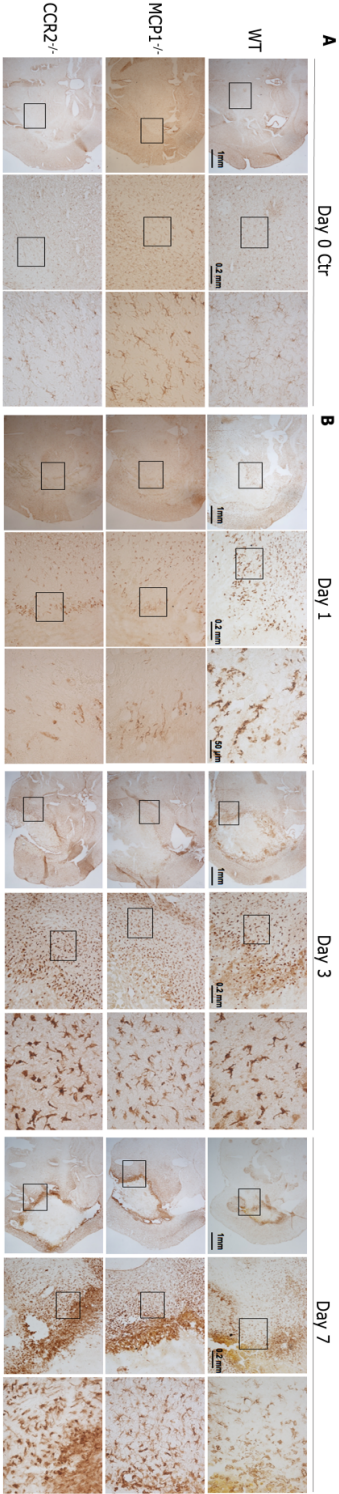 A
Day 0 Ctr
B
Day 1
Day 3
Day 7
WT
1mm
0.2 mm
1mm
0.2 mm
50 µm
1mm
0.2 mm
1mm
0.2 mm
MCP1-/-
CCR2-/-